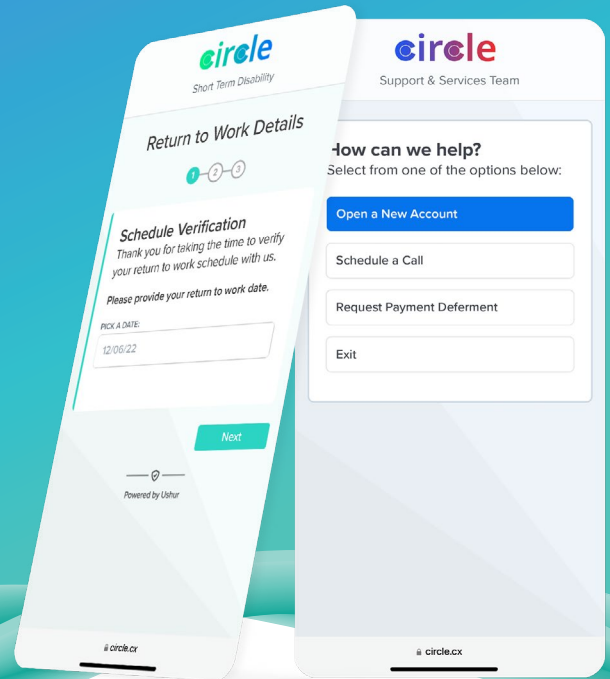 circle
Short Term Disability
Return to Work Details
1
2
3
Schedule Verification
Thank you for taking the time to verify
your return to work schedule with us.
Please provide your return to work date.
PICK A DATE:
12/06/22
Next
Powered by Ushur
circle.cx
circle
Support & Services Team
How can we help?
Select from one of the options below:
Open a New Account
Schedule a Call
Request Payment Deferment
Exit
circle.cx